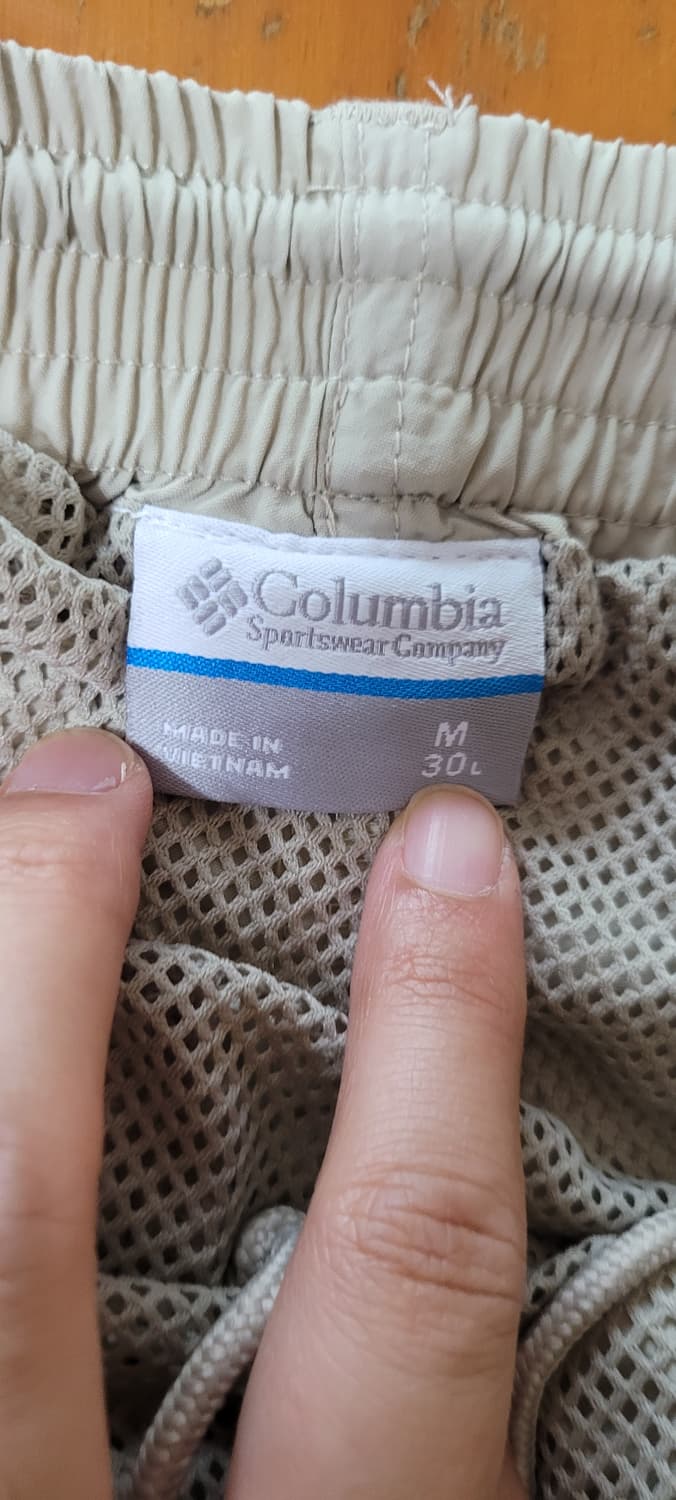 Columbia
Sportswear Company
MADE IN
VIETNAM
M
30L